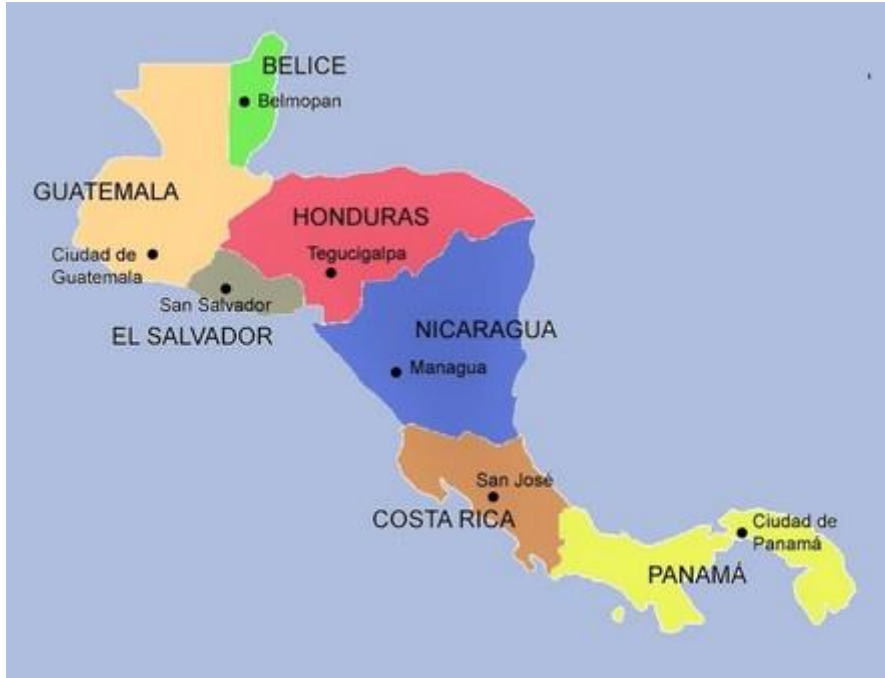 BELICE
Belmopan
GUATEMALA
HONDURAS
Ciudad de
Guatemala
Tegucigalpa
San Salvador
EL SALVADOR
NICARAGUA
Managua
San José
COSTA RICA
Ciudad de
Panamá
PANAMÁ